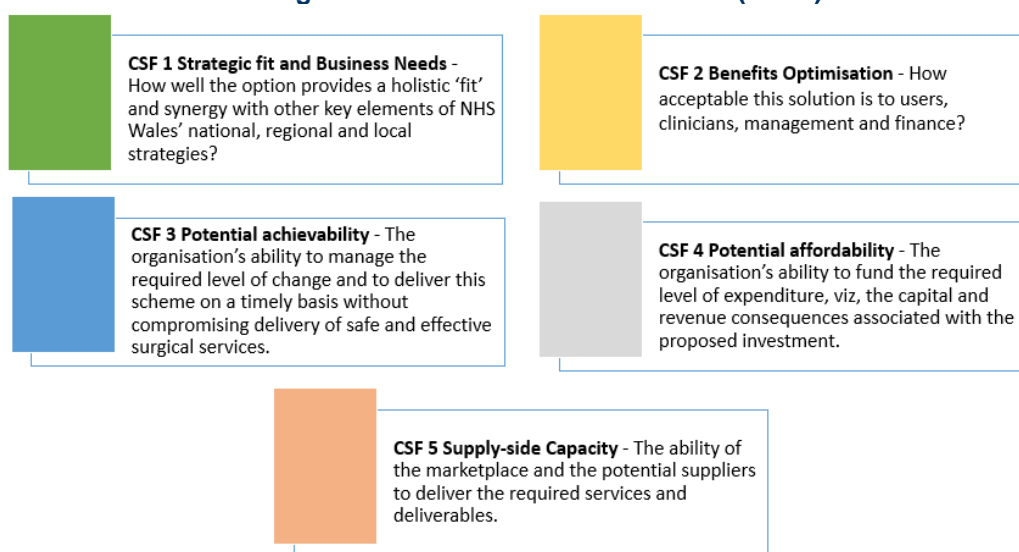 CSF 1 Strategic fit and Business Needs -
How well the option provides a holistic ‘fit’
and synergy with other key elements of NHS
Wales’ national, regional and local
strategies?
CSF 2 Benefits Optimisation - How
acceptable this solution is to users,
clinicians, management and finance?
CSF 3 Potential achievability - The
organisation’s ability to manage the
required level of change and to deliver this
scheme on a timely basis without
compromising delivery of safe and effective
surgical services.
CSF 4 Potential affordability - The
organisation’s ability to fund the required
level of expenditure, viz, the capital and
revenue consequences associated with the
proposed investment.
CSF 5 Supply-side Capacity - The ability of
the marketplace and the potential suppliers
to deliver the required services and
deliverables.